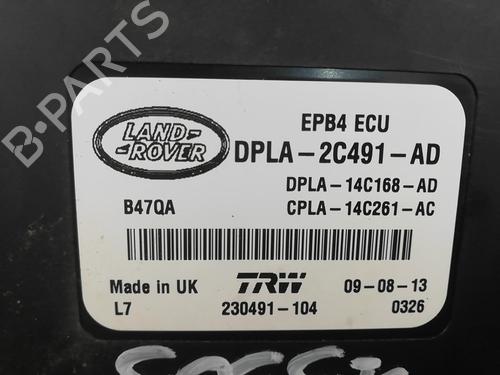 LAND-
ROVER
EPB4 ECU
DPLA-2C491-AD
DPLA-14C168-AD
B47QA
CPLA-14C261-AC
Made in UK
TRW
09-08-13
L7
230491-104
0326
B-PARTS